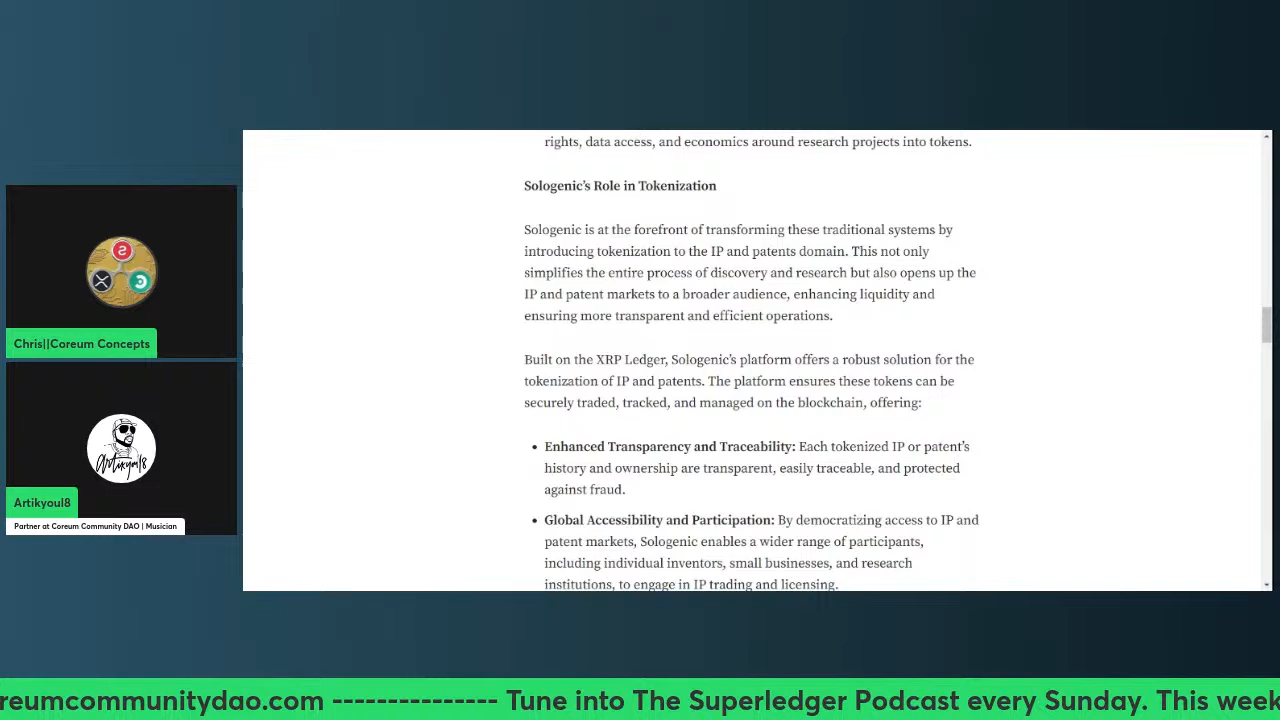 rights, data access, and economics around research projects into tokens.
Sologenic’s Role in Tokenization
Sologenic is at the forefront of transforming these traditional systems by
introducing tokenization to the IP and patents domain. This not only
simplifies the entire process of discovery and research but also opens up the
IP and patent markets to a broader audience, enhancing liquidity and
ensuring more transparent and efficient operations.
Built on the XRP Ledger, Sologenic’s platform offers a robust solution for the
tokenization of IP and patents. The platform ensures these tokens can be
securely traded, tracked, and managed on the blockchain, offering:
• Enhanced Transparency and Traceability: Each tokenized IP or patent’s
history and ownership are transparent, easily traceable, and protected
against fraud.
• Global Accessibility and Participation: By democratizing access to IP and
patent markets, Sologenic enables a wider range of participants,
including individual inventors, small businesses, and research
institutions, to engage in IP trading and licensing.
Chris||Coreum Concepts
Artikyoul8
Artikyoul8
Partner at Coreum Community DAO | Musician
reumcommunitydao.com --------------- Tune into The Superledger Podcast every Sunday. This week